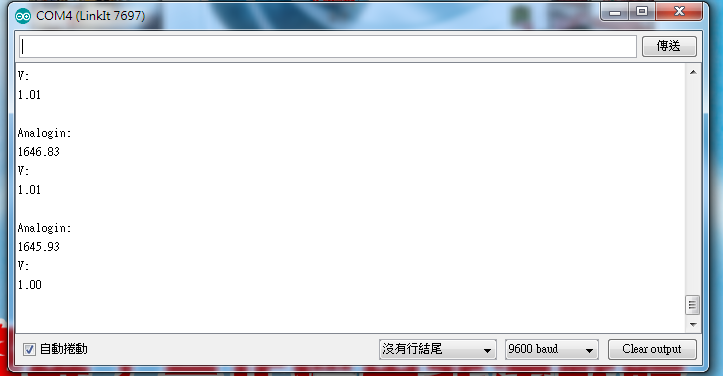 COM4 (LinkIt 7697)
傳送
V:
1.01
Analogin:
1646.83
V:
1.01
Analogin:
1645.93
V:
1.00
自動捲動
沒有行結尾
9600 baud
Clear output